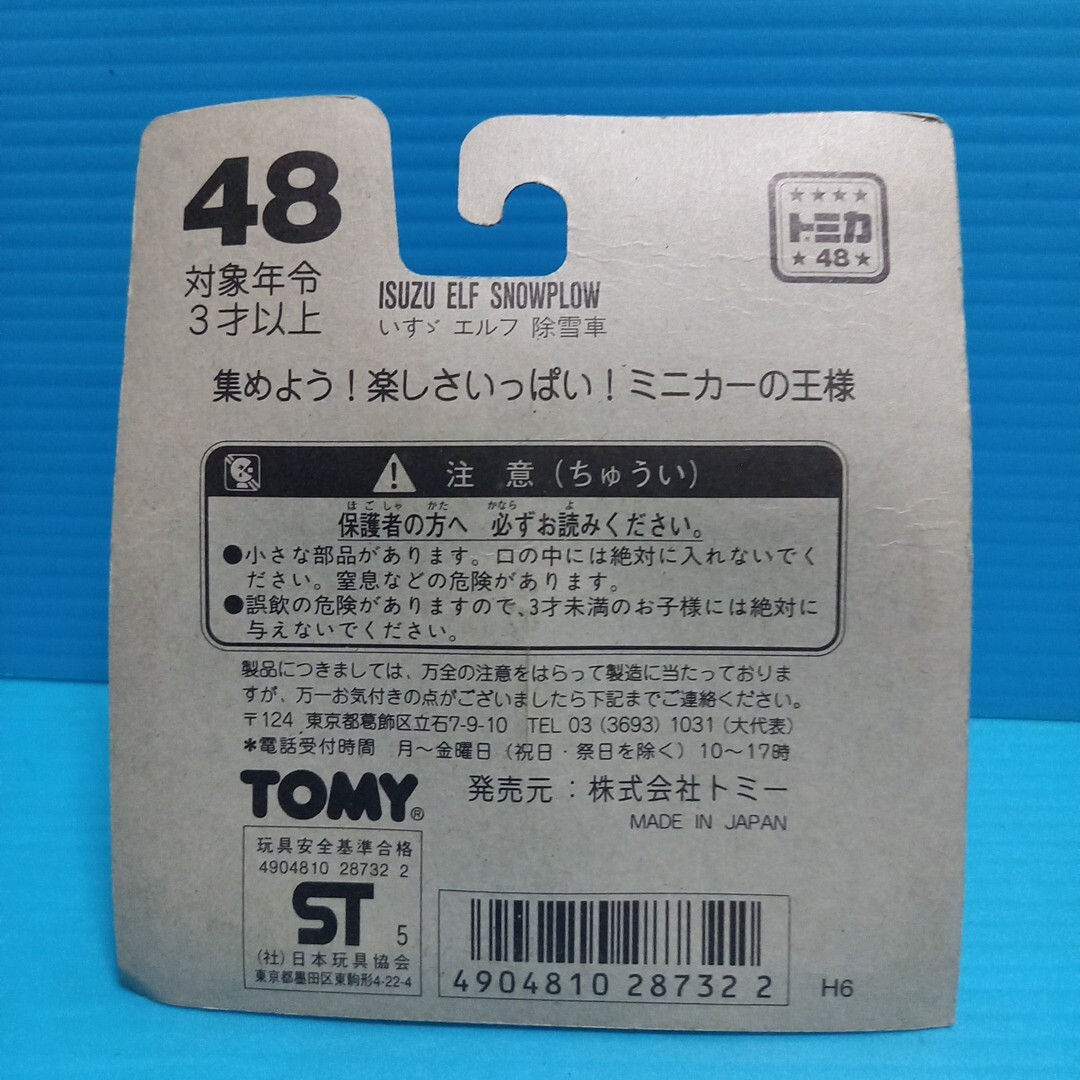 48
対象年令
3才以上
ISUZU ELF SNOWPLOW
いすゞ エルフ 除雪車
★★★★
トミカ
★48★
集めよう!楽しさいっぱい!ミニカーの王様
注 意 (ちゅうい)
ほごしゃ かた かなら よ
保護者の方へ 必ずお読みください。
●小さな部品があります。口の中には絶対に入れないでく
ださい。窒息などの危険があります。
●誤飲の危険がありますので、3才未満のお子様には絶対に
与えないでください。
製品につきましては、万全の注意をはらって製造に当たっておりま
すが、万一お気付きの点がございましたら下記までご連絡ください。
〒124 東京都葛飾区立石7-9-10 TEL 03 (3693) 1031 (大代表)
*電話受付時間 月~金曜日 (祝日・祭日を除く) 10~17時
TOMY® 発売元:株式会社トミー
MADE IN JAPAN
玩具安全基準合格
4904810 28732 2
ST 5
(社)日本玩具協会
東京都墨田区東駒形4-22-4
4904810 28732 2
H6